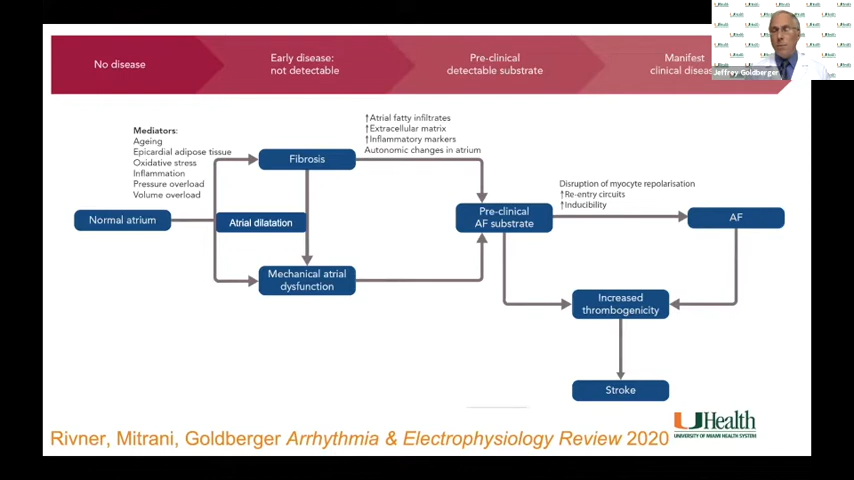 No disease
Early disease:
not detectable
Pre-clinical
detectable substrate
Manifest
clinical diseas
Jeffrey Goldberger
Mediators:
Ageing
Epicardial adipose tissue
Oxidative stress
Inflammation
Pressure overload
Volume overload
Normal atrium
Atrial dilatation
Fibrosis
Mechanical atrial
dysfunction
↑Atrial fatty infiltrates
↑Extracellular matrix
↑Inflammatory markers
Autonomic changes in atrium
Pre-clinical
AF substrate
Disruption of myocyte repolarisation
↑Re-entry circuits
↑Inducibility
AF
Increased
thrombogenicity
Stroke
Rivner, Mitrani, Goldberger Arrhythmia & Electrophysiology Review 2020
UHealth
UNIVERSITY OF MIAMI HEALTH SYSTEM